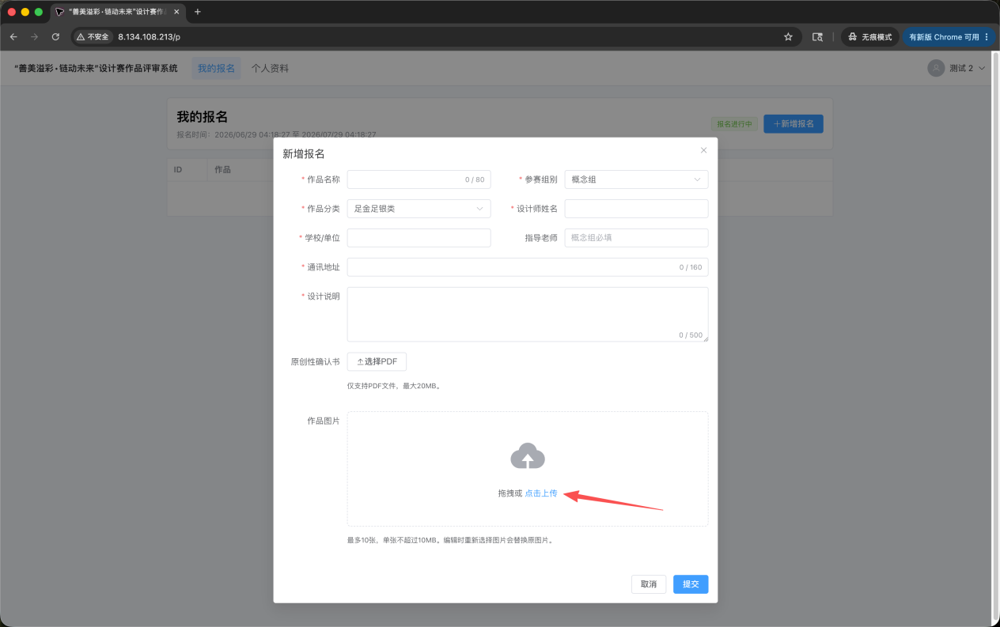 “善美溢彩·链动未来”设计赛作
不安全 8.134.108.213/p
无痕模式
有新版 Chrome 可用
“善美溢彩·链动未来”设计赛作品评审系统 我的报名 个人资料 测试 2
我的报名
报名时间: 2026/06/29 04:18:27 至 2026/07/29 04:18:27
报名进行中 +新增报名
ID 作品
新增报名
* 作品名称 0 / 80 * 参赛组别 概念组
* 作品分类 足金足银类 * 设计师姓名
* 学校/单位 指导老师 概念组必填
* 通讯地址 0 / 160
* 设计说明
0 / 500
原创性确认书 选择PDF
仅支持PDF文件，最大20MB。
作品图片
拖拽或 点击上传
最多10张，单张不超过10MB。编辑时重新选择图片会替换原图片。
取消 提交